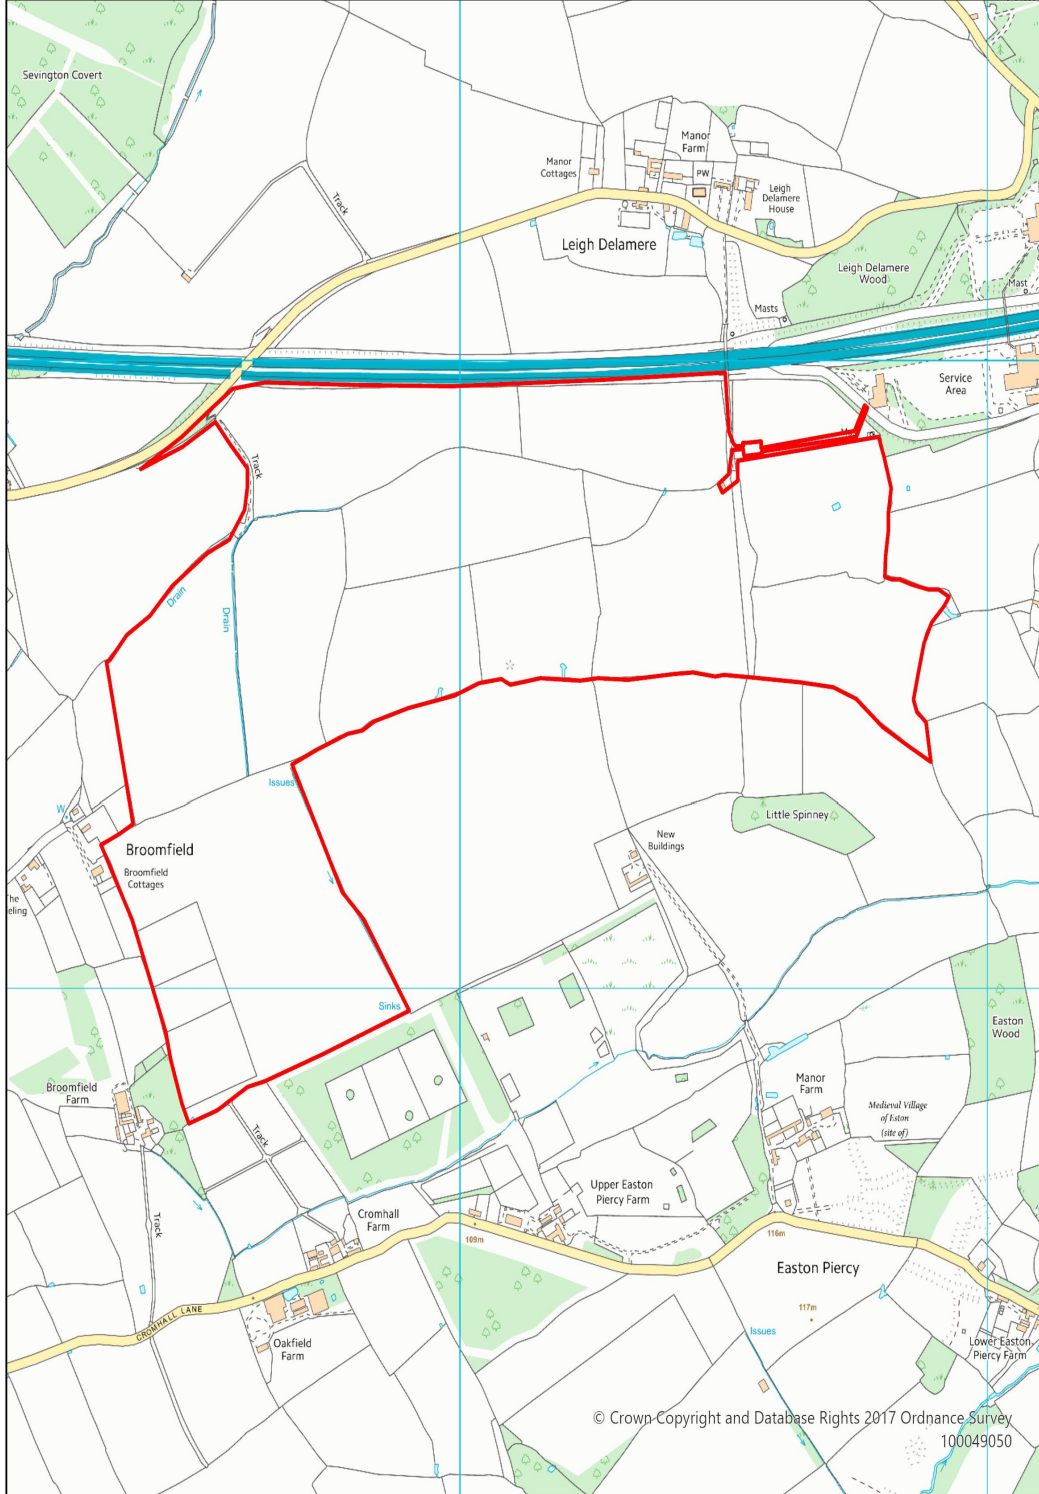 Sevington Covert
Manor
Farm
Manor
Cottages
PW
Leigh
Delamere
House
Track
Leigh Delamere
Leigh Delamere
Wood
Mast
Masts
Service
Area
Track
Drain
Drain
Issues
W
Broomfield
Broomfield
Cottages
The
eling
Little Spinney
New
Buildings
Sinks
Easton
Wood
Broomfield
Farm
Manor
Farm
Medieval Village
of Eston
(site of)
Track
Upper Easton
Piercy Farm
Track
Cromhall
Farm
109m
116m
Easton Piercy
117m
CROMHALL LANE
Issues
Oakfield
Farm
Lower Easton
Piercy Farm
© Crown Copyright and Database Rights 2017 Ordnance Survey
100049050